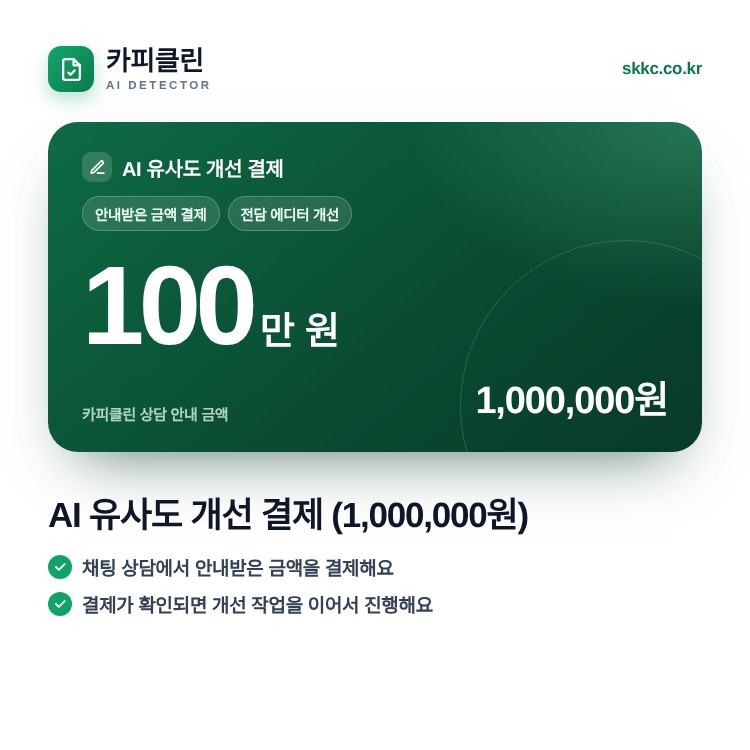 카피클린
AI DETECTOR
skkc.co.kr
AI 유사도 개선 결제
안내받은 금액 결제
전담 에디터 개선
100만 원
카피클린 상담 안내 금액
1,000,000원
AI 유사도 개선 결제 (1,000,000원)
채팅 상담에서 안내받은 금액을 결제해요
결제가 확인되면 개선 작업을 이어서 진행해요